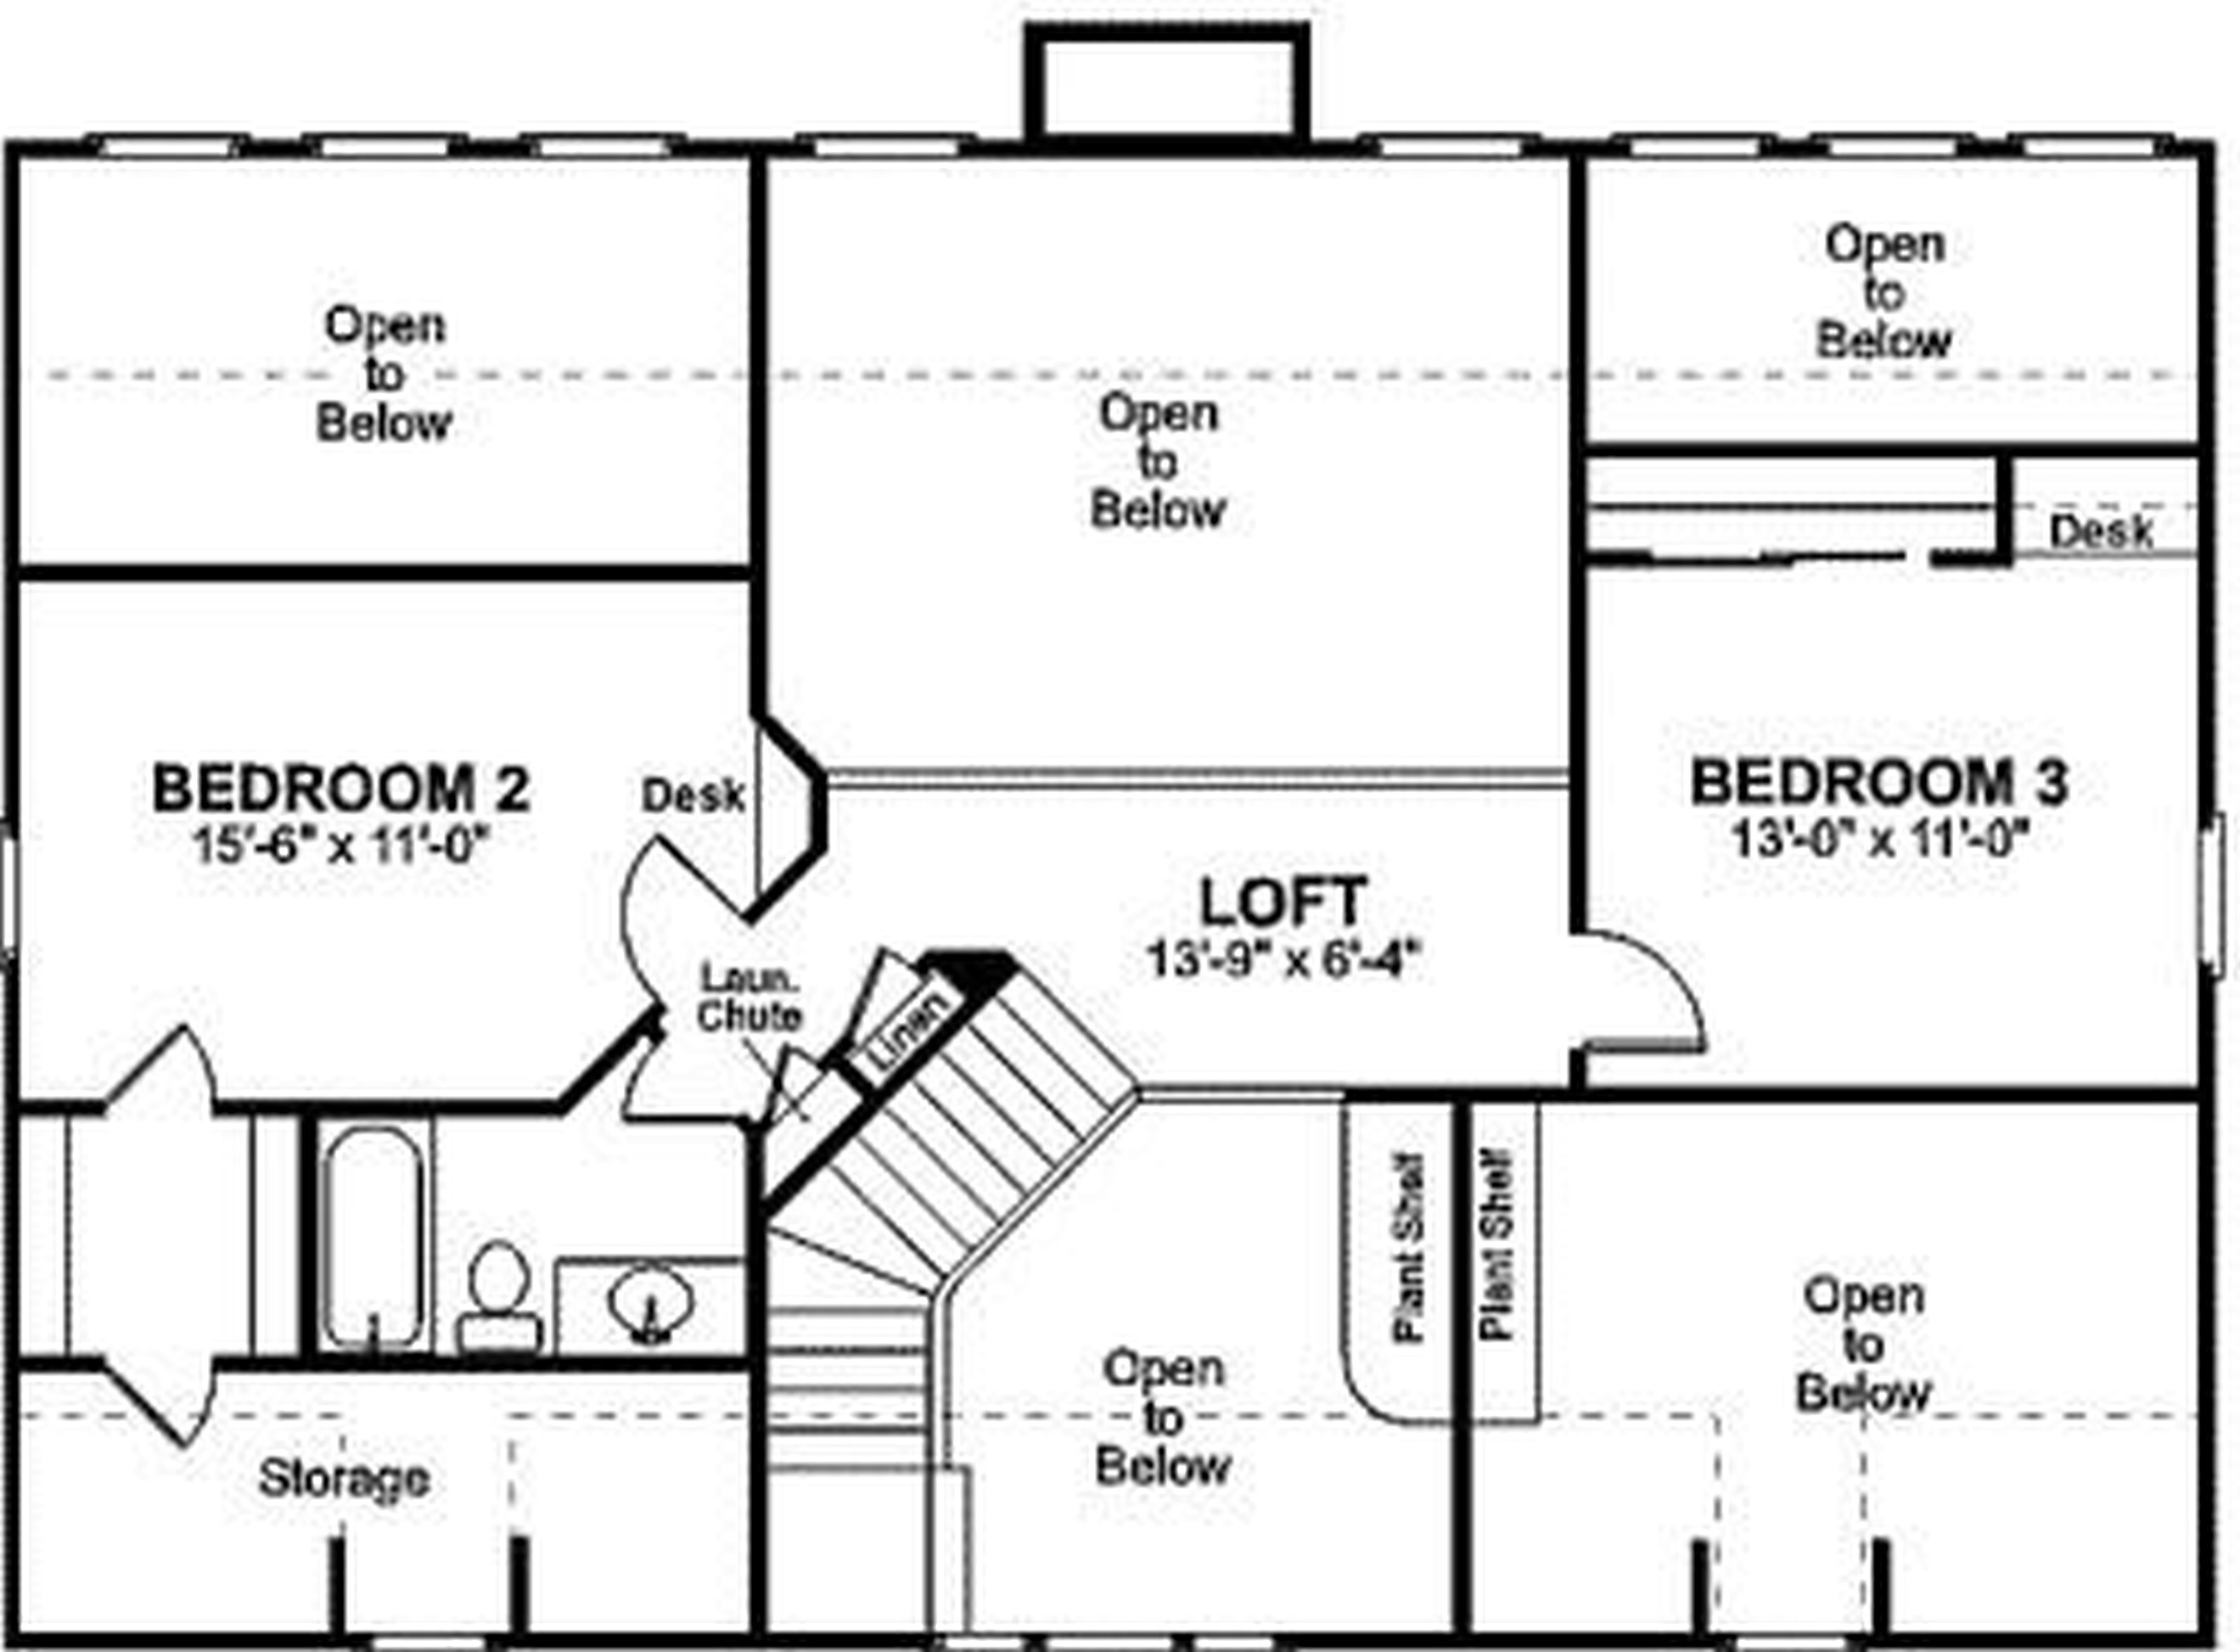 Open
to
Below
Open
to
Below
Open
to
Below
Desk
BEDROOM 2
15'-6" x 11'-0"
Desk
BEDROOM 3
13'-0" x 11'-0"
LOFT
13'-9" x 6'-4"
Laun.
Chute
Linen
Plant Shelf
Plant Shelf
Open
to
Below
Open
to
Below
Storage